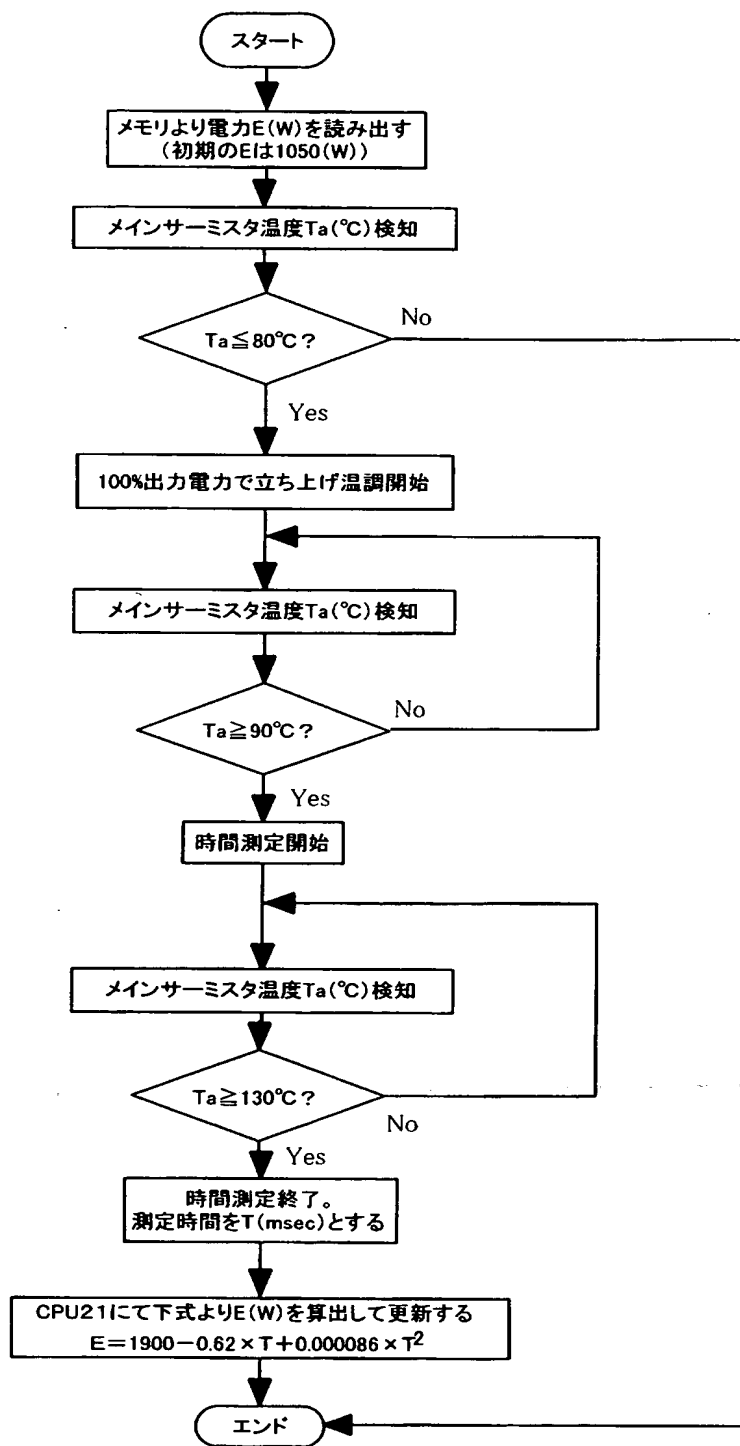 スタート
メモリより電力E(W)を読み出す
(初期のEは1050(W))
メインサーミスタ温度Ta(℃)検知
Ta≦80℃?
No
Yes
100%出力電力で立ち上げ温調開始
メインサーミスタ温度Ta(℃)検知
Ta≧90℃?
No
Yes
時間測定開始
メインサーミスタ温度Ta(℃)検知
Ta≧130℃?
No
Yes
時間測定終了。
測定時間をT(msec)とする
CPU21にて下式よりE(W)を算出して更新する
E=1900-0.62×T+0.000086×T²
エンド